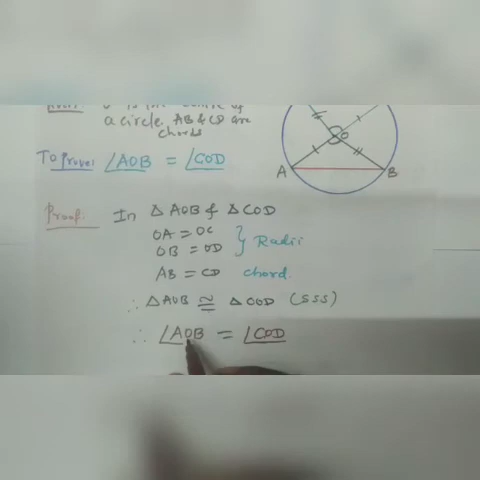 a circle. AB & CD are
chords
To Prove: ∠AOB = ∠COD
O
A
B
Proof. In △AOB & △COD
OA = OC
OB = OD } Radii
AB = CD chord.
∴ △AOB ≅ △COD (SSS)
∴ ∠AOB = ∠COD